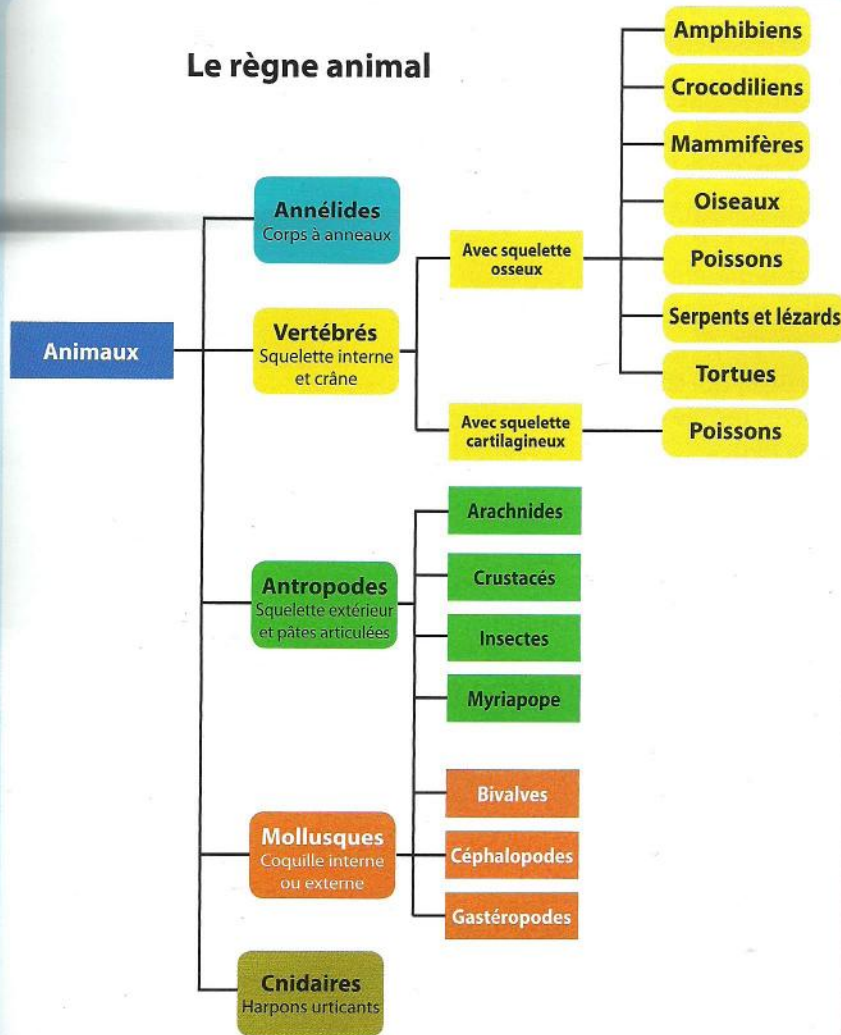 Le règne animal
Animaux
Annélides
Corps à anneaux
Vertébrés
Squelette interne
et crâne
Avec squelette
osseux
Amphibiens
Crocodiliens
Mammifères
Oiseaux
Poissons
Serpents et lézards
Tortues
Avec squelette
cartilagineux
Poissons
Antropodes
Squelette extérieur
et pâtes articulées
Arachnides
Crustacés
Insectes
Myriapope
Mollusques
Coquille interne
ou externe
Bivalves
Céphalopodes
Gastéropodes
Cnidaires
Harpons urticants